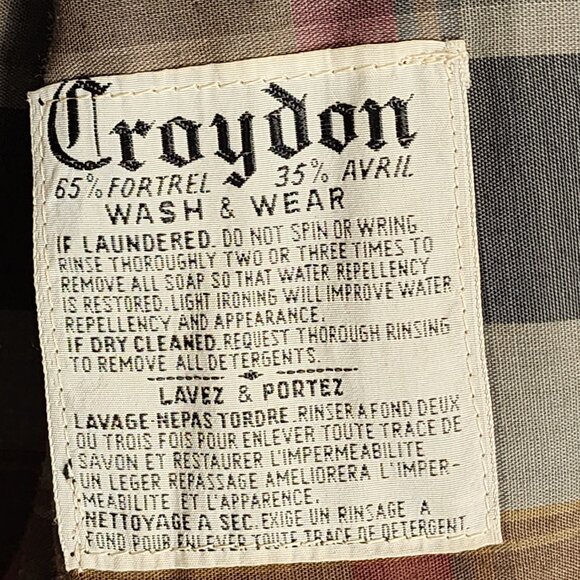 Croydon
65% FORTREL 35% AVRIL
WASH & WEAR
IF LAUNDERED. DO NOT SPIN OR WRING.
RINSE THOROUGHLY TWO OR THREE TIMES TO
REMOVE ALL SOAP SO THAT WATER REPELLENCY
IS RESTORED. LIGHT IRONING WILL IMPROVE WATER
REPELLENCY AND APPEARANCE.
IF DRY CLEANED. REQUEST THOROUGH RINSING
TO REMOVE ALL DETERGENTS.
LAVEZ & PORTEZ
LAVAGE-NEPAS TORDRE. RINSER A FOND DEUX
OU TROIS FOIS POUR ENLEVER TOUTE TRACE DE
SAVON ET RESTAURER L'IMPERMEABILITE
UN LEGER REPASSAGE AMELIORERA L'IMPER-
MEABILITE ET L'APPARENCE.
NETTOYAGE A SEC. EXIGE UN RINSAGE A
FOND POUR ENLEVER TOUTE TRACE DE DETERGENT.